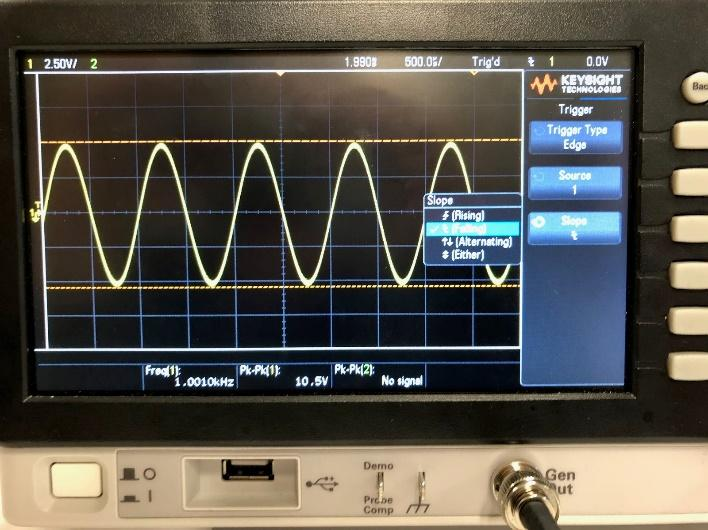 1 2.50V/ 2 1.990s 500.0s/ Trig'd 1 0.0V
KEYSIGHT
TECHNOLOGIES
Trigger
Trigger Type
Edge
Source
1
Slope
Slope
(Rising)
(Falling)
(Alternating)
(Either)
Freq(1):
1.0010kHz
Pk-Pk(1):
10.5V
Pk-Pk(2):
No signal
Demo
Probe
Comp
Gen
Out
Bac